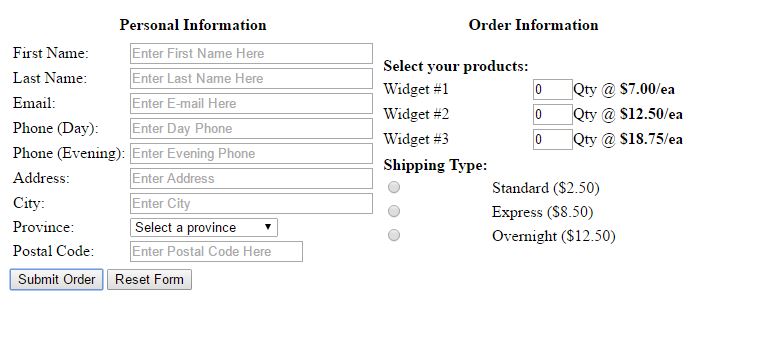 Personal Information
First Name: Enter First Name Here
Last Name: Enter Last Name Here
Email: Enter E-mail Here
Phone (Day): Enter Day Phone
Phone (Evening): Enter Evening Phone
Address: Enter Address
City: Enter City
Province: Select a province
Postal Code: Enter Postal Code Here
Submit Order Reset Form
Order Information
Select your products:
Widget #1 0 Qty @ $7.00/ea
Widget #2 0 Qty @ $12.50/ea
Widget #3 0 Qty @ $18.75/ea
Shipping Type:
Standard ($2.50)
Express ($8.50)
Overnight ($12.50)